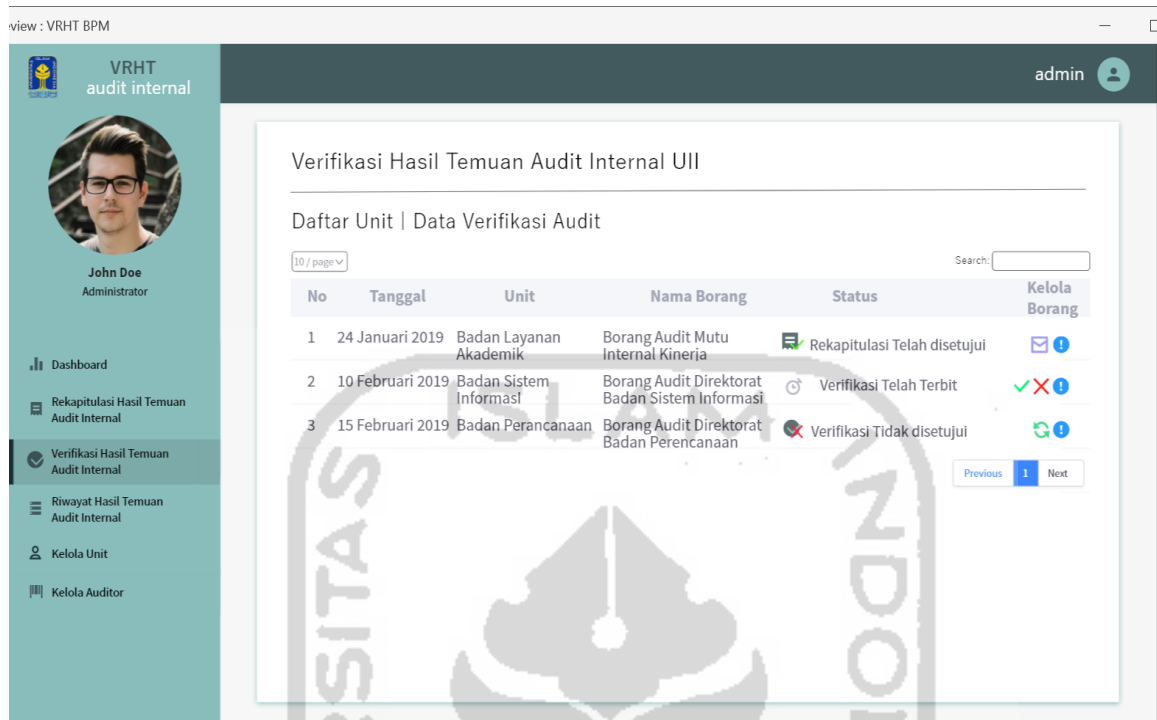 eview : VRHT BPM
VRHT
audit internal
admin
John Doe
Administrator
Dashboard
Rekapitulasi Hasil Temuan
Audit Internal
Verifikasi Hasil Temuan
Audit Internal
Riwayat Hasil Temuan
Audit Internal
Kelola Unit
Kelola Auditor
Verifikasi Hasil Temuan Audit Internal UII
Daftar Unit | Data Verifikasi Audit
10 / page
Search:
No Tanggal Unit Nama Borang Status Kelola
Borang
1 24 Januari 2019 Badan Layanan Borang Audit Mutu Rekapitulasi Telah disetujui
Akademik Internal Kinerja
2 10 Februari 2019 Badan Sistem Borang Audit Direktorat Verifikasi Telah Terbit
Informasi Badan Sistem Informasi
3 15 Februari 2019 Badan Perancanaan Borang Audit Direktorat Verifikasi Tidak disetujui
Badan Perencanaan
Previous 1 Next
ISLAM